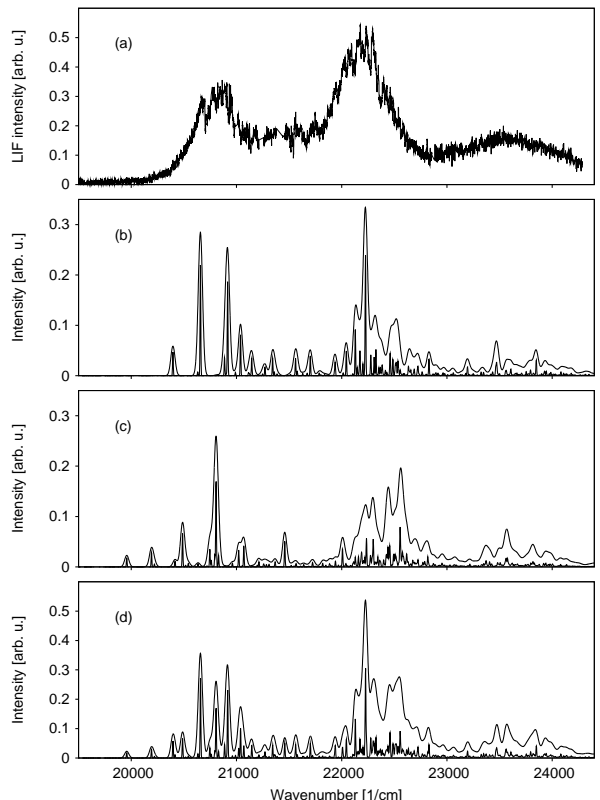 (a)
LIF intensity [arb. u.]
0.5
0.4
0.3
0.2
0.1
0
(b)
Intensity [arb. u.]
0.3
0.2
0.1
0
(c)
Intensity [arb. u.]
0.3
0.2
0.1
0
(d)
Intensity [arb. u.]
0.5
0.4
0.3
0.2
0.1
0
20000 21000 22000 23000 24000
Wavenumber [1/cm]